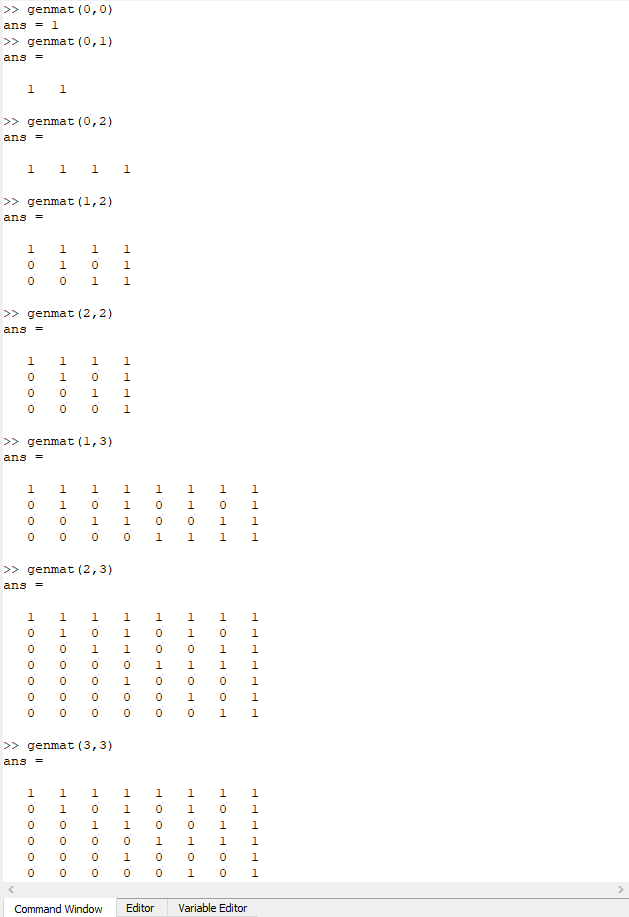 >> genmat(0,0)
ans = 1
>> genmat(0,1)
ans =
1 1
>> genmat(0,2)
ans =
1 1 1 1
>> genmat(1,2)
ans =
1 1 1 1
0 1 0 1
0 0 1 1
>> genmat(2,2)
ans =
1 1 1 1
0 1 0 1
0 0 1 1
0 0 0 1
>> genmat(1,3)
ans =
1 1 1 1 1 1 1 1
0 1 0 1 0 1 0 1
0 0 1 1 0 0 1 1
0 0 0 0 1 1 1 1
>> genmat(2,3)
ans =
1 1 1 1 1 1 1 1
0 1 0 1 0 1 0 1
0 0 1 1 0 0 1 1
0 0 0 0 1 1 1 1
0 0 0 1 0 0 0 1
0 0 0 0 0 1 0 1
0 0 0 0 0 0 1 1
>> genmat(3,3)
ans =
1 1 1 1 1 1 1 1
0 1 0 1 0 1 0 1
0 0 1 1 0 0 1 1
0 0 0 0 1 1 1 1
0 0 0 1 0 0 0 1
0 0 0 0 0 1 0 1
Command Window Editor Variable Editor